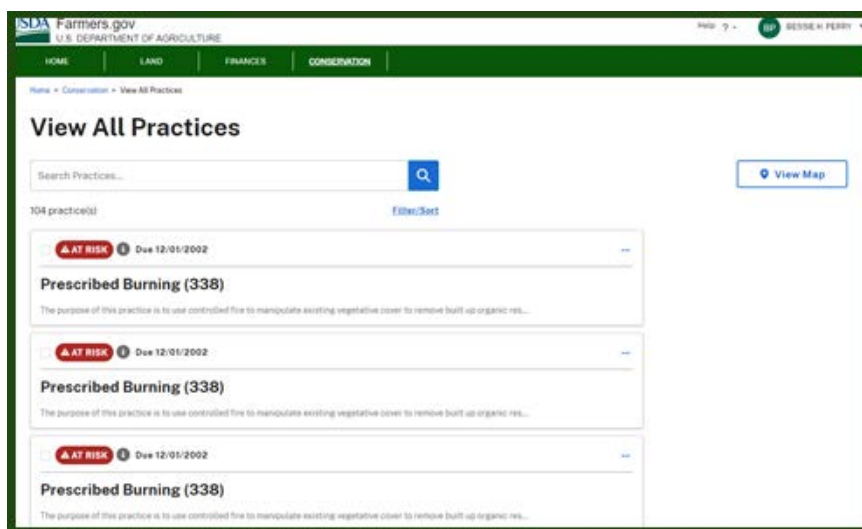 USDA Farmers.gov
U.S. DEPARTMENT OF AGRICULTURE
Help ?
BP BESSIE H PERRY
HOME LAND FINANCES CONSERVATION
Home > Conservation > View All Practices
View All Practices
Search Practices...
View Map
104 practice(s)
Filter/Sort
AT RISK i Due 12/01/2002 ...
Prescribed Burning (338)
The purpose of this practice is to use controlled fire to manipulate existing vegetative cover to remove built up organic res...
AT RISK i Due 12/01/2002 ...
Prescribed Burning (338)
The purpose of this practice is to use controlled fire to manipulate existing vegetative cover to remove built up organic res...
AT RISK i Due 12/01/2002 ...
Prescribed Burning (338)
The purpose of this practice is to use controlled fire to manipulate existing vegetative cover to remove built up organic res...